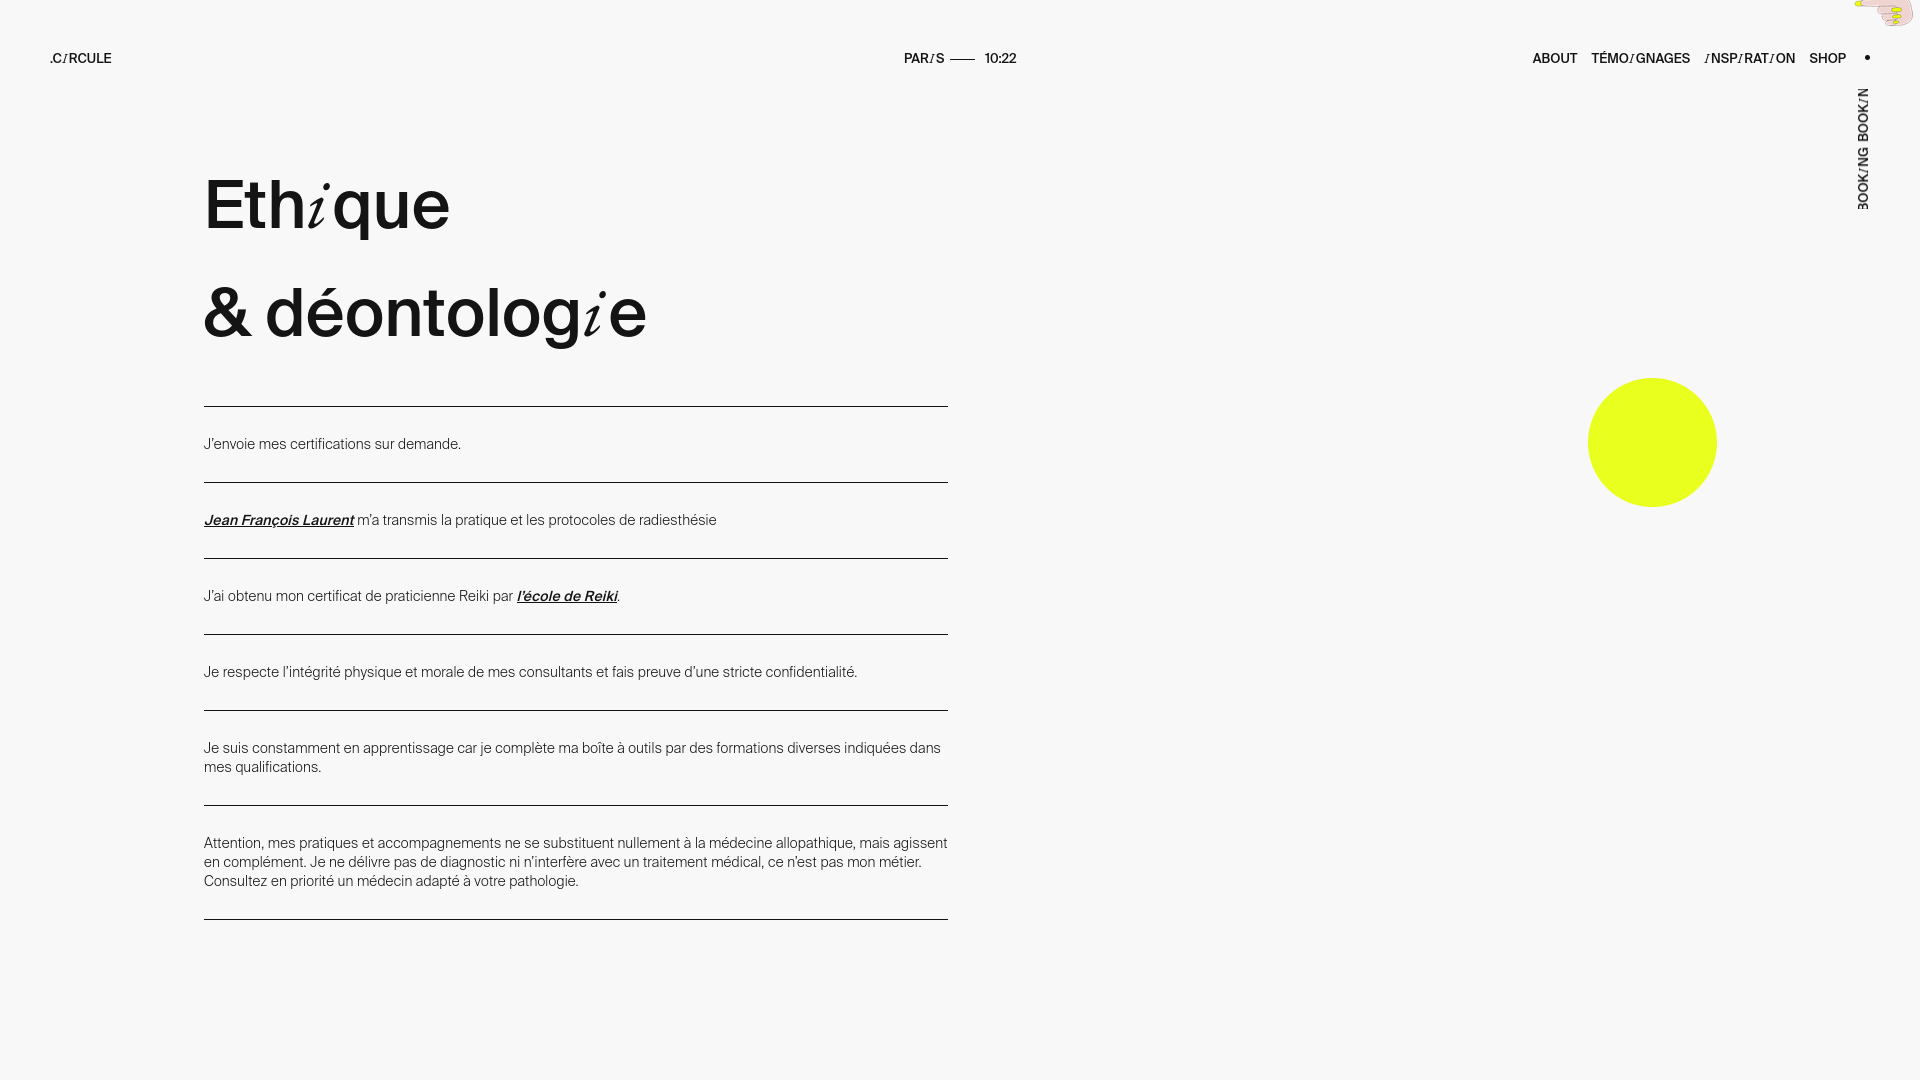 .CIRCULE
PARIS — 10:22
ABOUT TÉMOIGNAGES INSPIRATION SHOP
BOOKING BOOKIN
Ethique
& déontologie
J’envoie mes certifications sur demande.
Jean François Laurent m’a transmis la pratique et les protocoles de radiesthésie
J’ai obtenu mon certificat de praticienne Reiki par l’école de Reiki.
Je respecte l’intégrité physique et morale de mes consultants et fais preuve d’une stricte confidentialité.
Je suis constamment en apprentissage car je complète ma boîte à outils par des formations diverses indiquées dans
mes qualifications.
Attention, mes pratiques et accompagnements ne se substituent nullement à la médecine allopathique, mais agissent
en complément. Je ne délivre pas de diagnostic ni n’interfère avec un traitement médical, ce n’est pas mon métier.
Consultez en priorité un médecin adapté à votre pathologie.